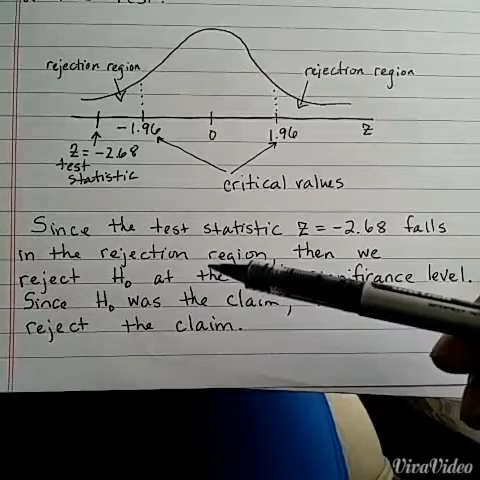 rejection region
rejection region
-1.96 0 1.96 Z
Z = -2.68
test
statistic
critical values
Since the test statistic Z = -2.68 falls
in the rejection region, then we
reject H₀ at the significance level.
Since H₀ was the claim,
reject the claim.
VivaVideo